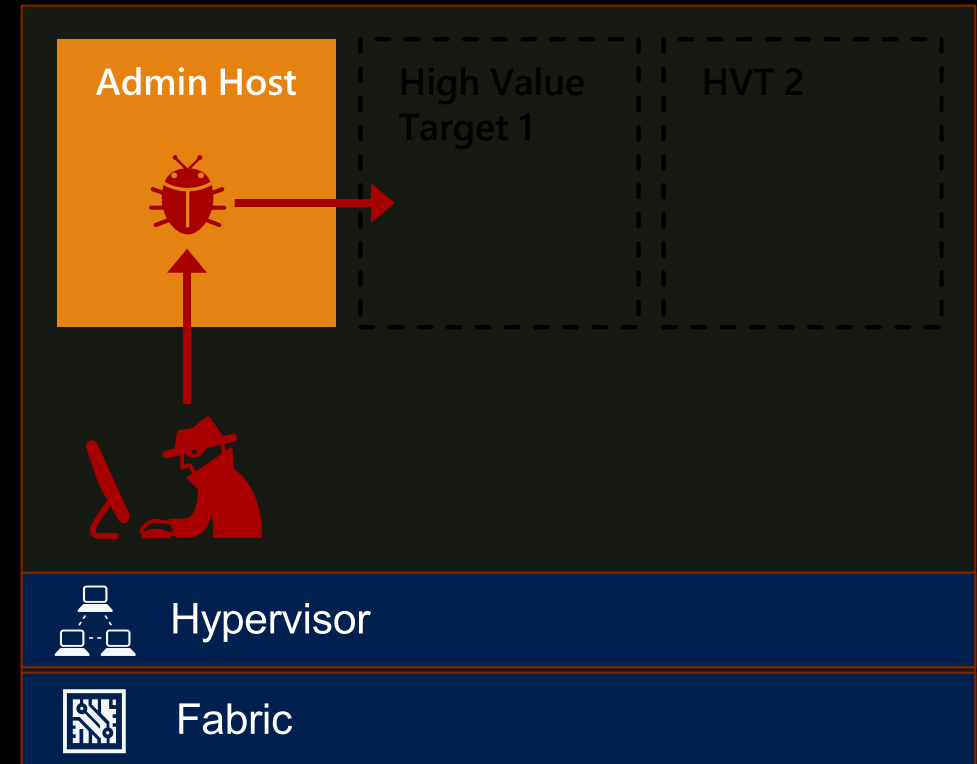 Admin Host
High Value
Target 1
HVT 2
Hypervisor
Fabric